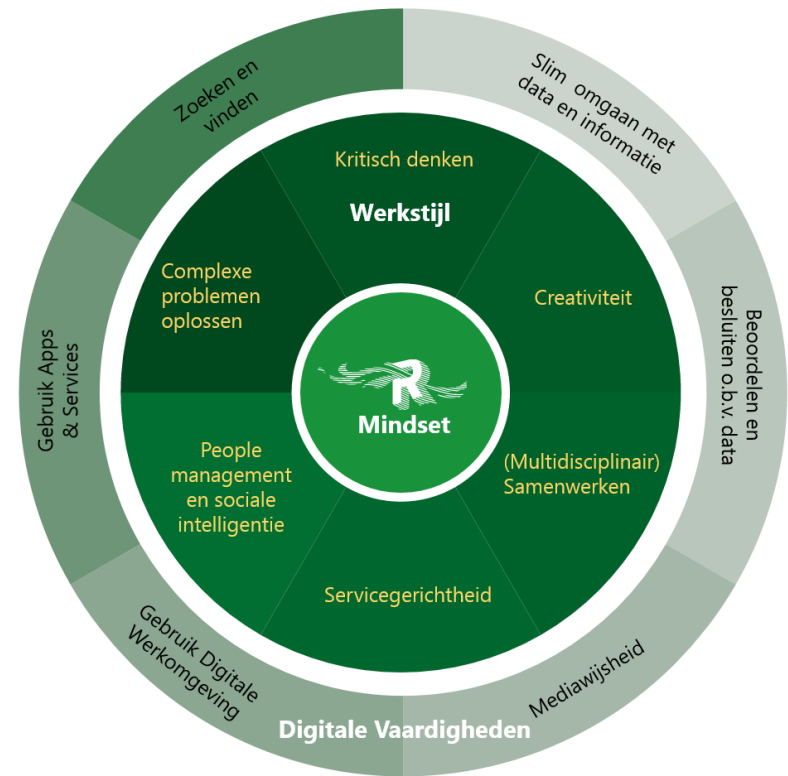 Zoeken en
vinden
Slim omgaan met
data en informatie
Kritisch denken
Werkstijl
Complexe
problemen
oplossen
Creativiteit
Beoordelen en
besluiten o.b.v. data
Gebruik Apps
& Services
R
Mindset
People
management
en sociale
intelligentie
(Multidisciplinair)
Samenwerken
Servicegerichtheid
Gebruik Digitale
Werkomgeving
Mediawijsheid
Digitale Vaardigheden